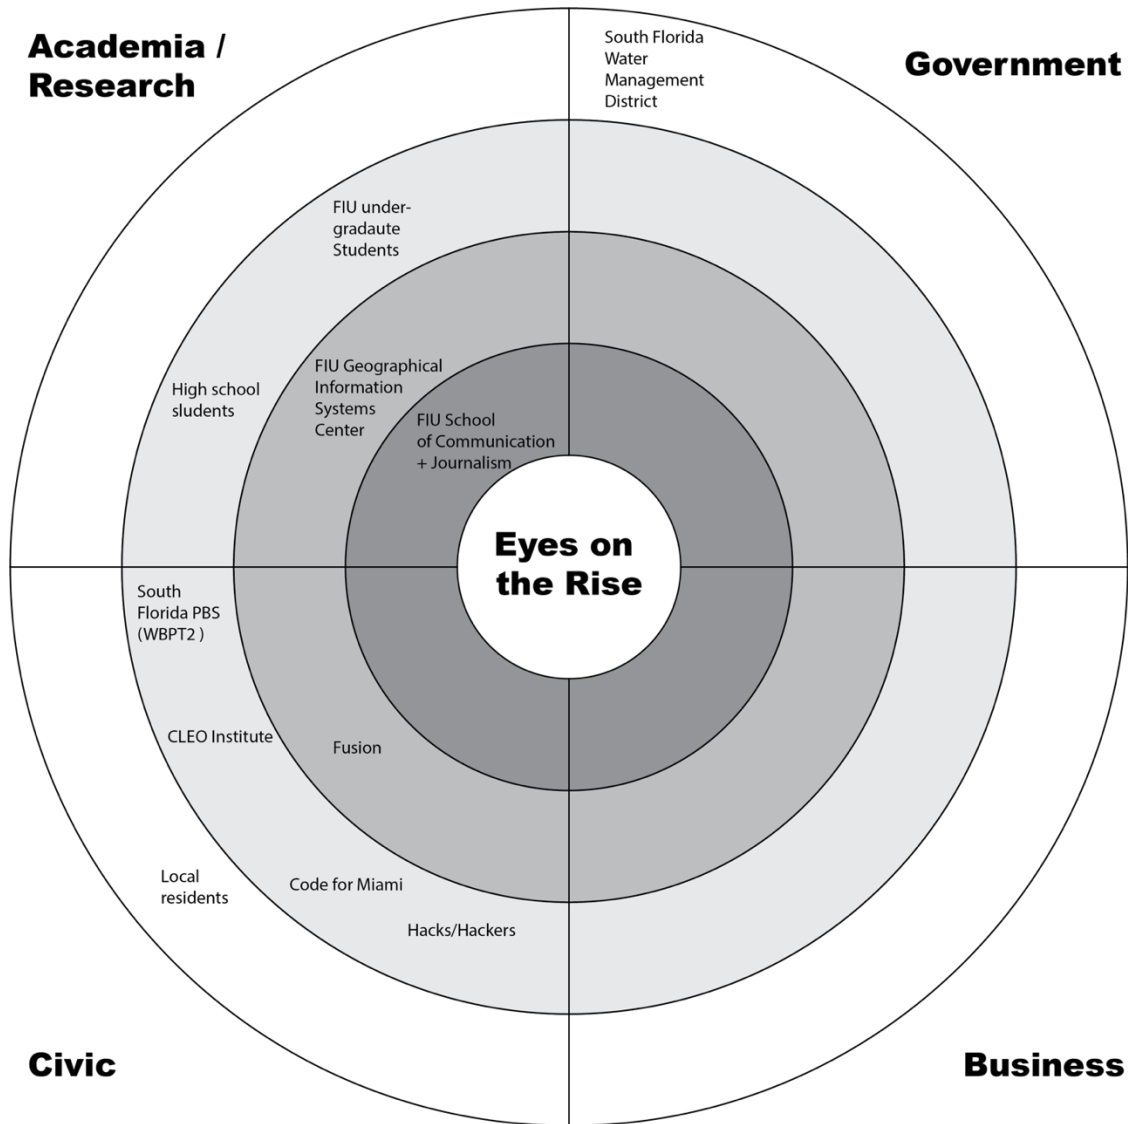 Academia /
Research
South Florida
Water
Management
District
Government
FIU under-
gradaute
Students
High school
sludents
FIU Geographical
Information
Systems
Center
FIU School
of Communication
+ Journalism
Eyes on
the Rise
South
Florida PBS
(WBPT2 )
CLEO Institute
Fusion
Local
residents
Code for Miami
Hacks/Hackers
Civic
Business